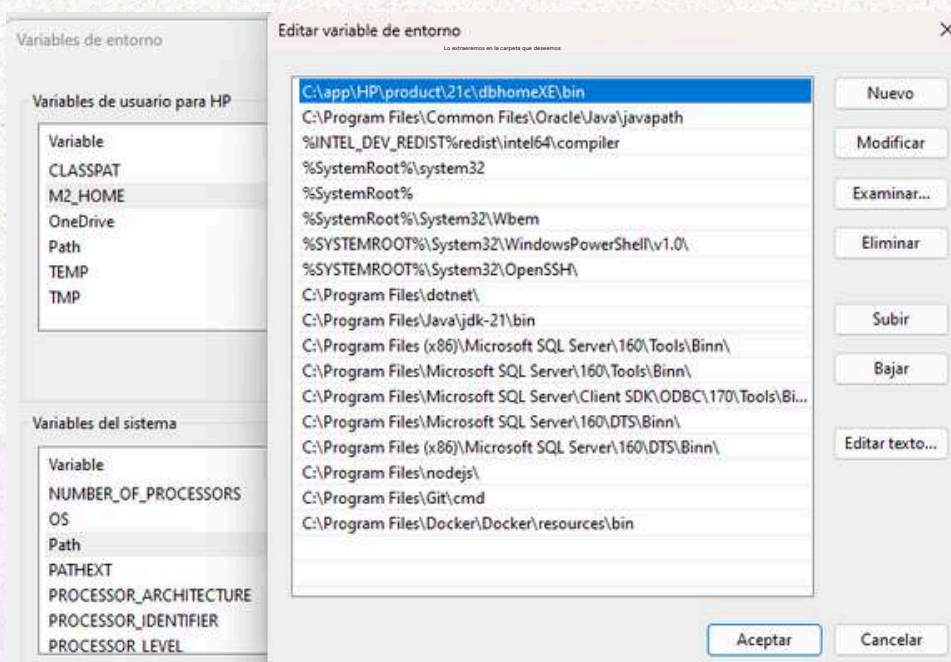 Variables de entorno
Variables de usuario para HP
Variable
CLASSPAT
M2_HOME
OneDrive
Path
TEMP
TMP
Variables del sistema
Variable
NUMBER_OF_PROCESSORS
OS
Path
PATHEXT
PROCESSOR_ARCHITECTURE
PROCESSOR_IDENTIFIER
PROCESSOR_LEVEL
Editar variable de entorno
Lo extraeremos en la carpeta que deseemos
C:\app\HP\product\21c\dbhomeXE\bin
C:\Program Files\Common Files\Oracle\Java\javapath
%INTEL_DEV_REDIST%redist\intel64\compiler
%SystemRoot%\system32
%SystemRoot%
%SystemRoot%\System32\Wbem
%SYSTEMROOT%\System32\WindowsPowerShell\v1.0\
%SYSTEMROOT%\System32\OpenSSH\
C:\Program Files\dotnet\
C:\Program Files\Java\jdk-21\bin
C:\Program Files (x86)\Microsoft SQL Server\160\Tools\Binn\
C:\Program Files\Microsoft SQL Server\160\Tools\Binn\
C:\Program Files\Microsoft SQL Server\Client SDK\ODBC\170\Tools\Bi...
C:\Program Files\Microsoft SQL Server\160\DTS\Binn\
C:\Program Files (x86)\Microsoft SQL Server\160\DTS\Binn\
C:\Program Files\nodejs\
C:\Program Files\Git\cmd
C:\Program Files\Docker\Docker\resources\bin
Nuevo
Modificar
Examinar...
Eliminar
Subir
Bajar
Editar texto...
Aceptar
Cancelar